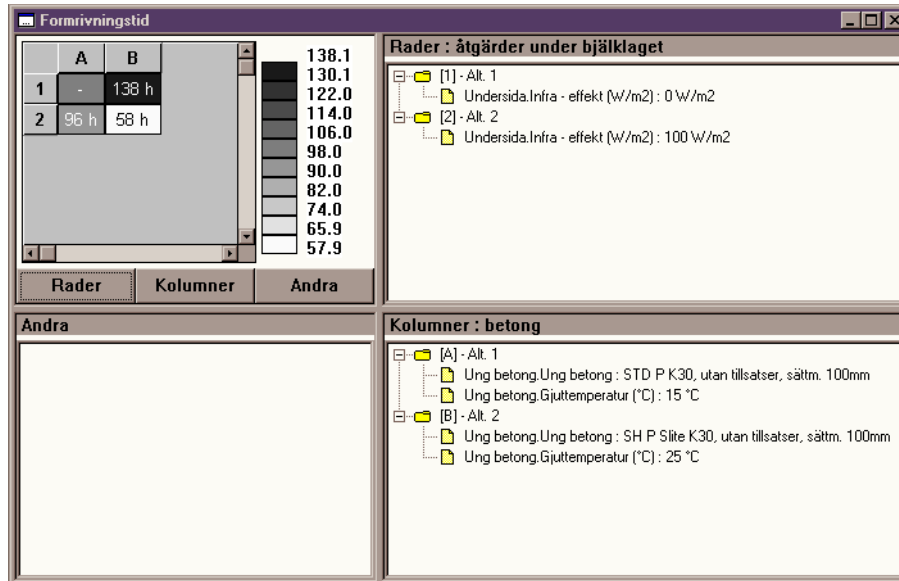 Formrivningstid
A B
1 - 138 h
2 96 h 58 h
138.1
130.1
122.0
114.0
106.0
98.0
90.0
82.0
74.0
65.9
57.9
Rader Kolumner Andra
Rader : åtgärder under bjälklaget
[1] - Alt. 1
Undersida.Infra - effekt (W/m2) : 0 W/m2
[2] - Alt. 2
Undersida.Infra - effekt (W/m2) : 100 W/m2
Andra
Kolumner : betong
[A] - Alt. 1
Ung betong.Ung betong : STD P K30, utan tillsatser, sättm. 100mm
Ung betong.Gjuttemperatur (°C) : 15 °C
[B] - Alt. 2
Ung betong.Ung betong : SH P Slite K30, utan tillsatser, sättm. 100mm
Ung betong.Gjuttemperatur (°C) : 25 °C